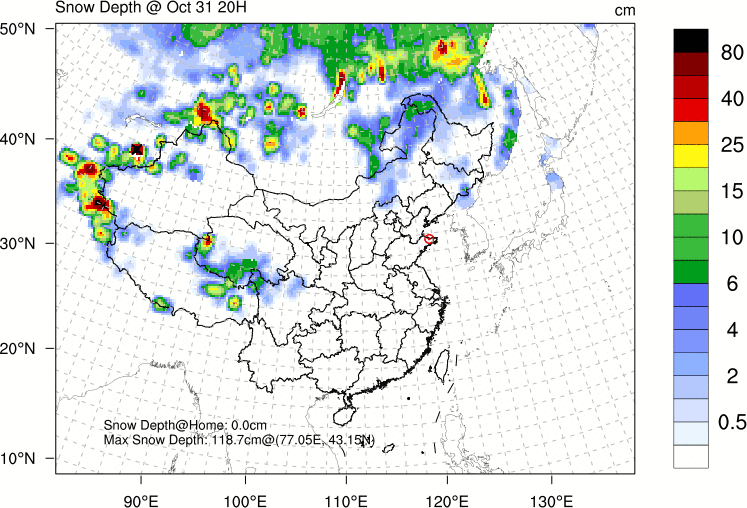 Snow Depth @ Oct 31 20H
cm
50°N
40°N
30°N
20°N
10°N
90°E
100°E
110°E
120°E
130°E
Snow Depth@Home: 0.0cm
Max Snow Depth: 118.7cm@(77.05E, 43.15N)
80
40
25
15
10
6
4
2
0.5